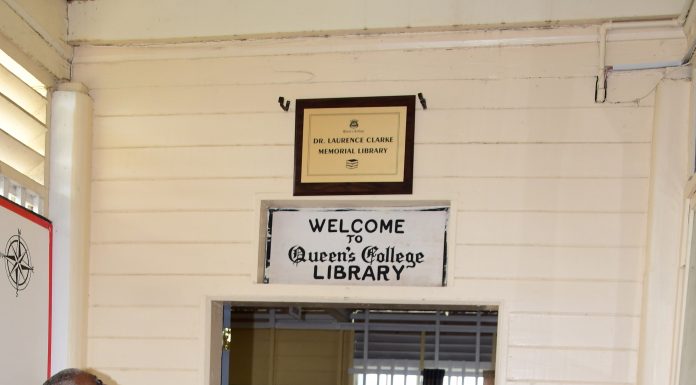 DR. LAURENCE CLARKE
MEMORIAL LIBRARY
WELCOME
TO
Queen's College
LIBRARY